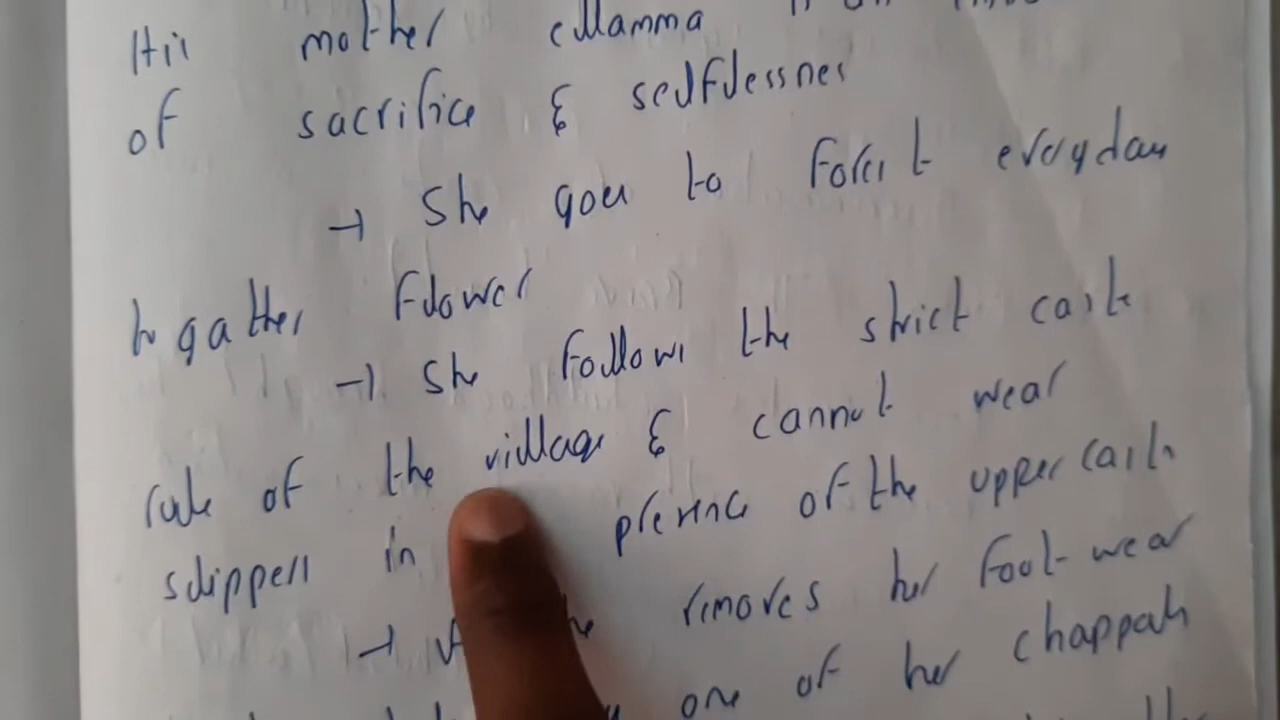 His mother ellamma
of sacrifice & selflessness
→ She goes to forest everyday
to gather flower
→ She follows the strict caste
rule of the village & cannot wear
slippers in presence of the upper caste
→ removes her foot-wear
one of her chappals